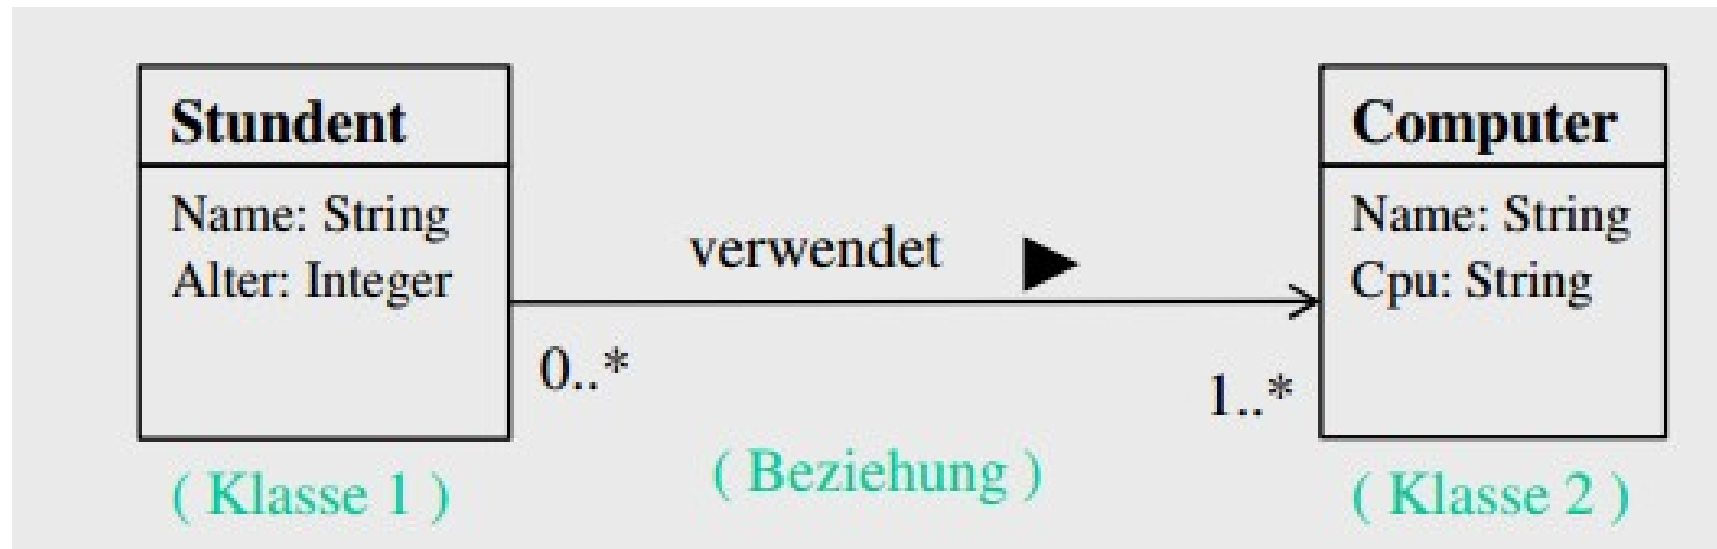 Stundent
Name: String
Alter: Integer
verwendet
0..*
1..*
Computer
Name: String
Cpu: String
( Klasse 1 )
( Beziehung )
( Klasse 2 )